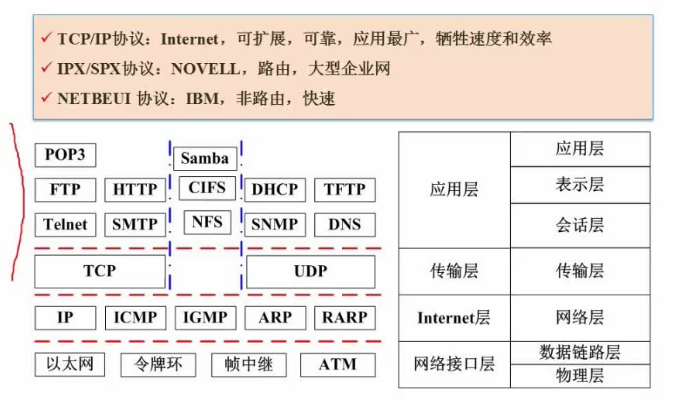 ✓ TCP/IP协议：Internet，可扩展，可靠，应用最广，牺牲速度和效率
✓ IPX/SPX协议：NOVELL，路由，大型企业网
✓ NETBEUI 协议：IBM，非路由，快速
POP3 Samba
FTP HTTP CIFS DHCP TFTP
Telnet SMTP NFS SNMP DNS
TCP UDP
IP ICMP IGMP ARP RARP
以太网 令牌环 帧中继 ATM
应用层 应用层
表示层
会话层
传输层 传输层
Internet层 网络层
网络接口层 数据链路层
物理层